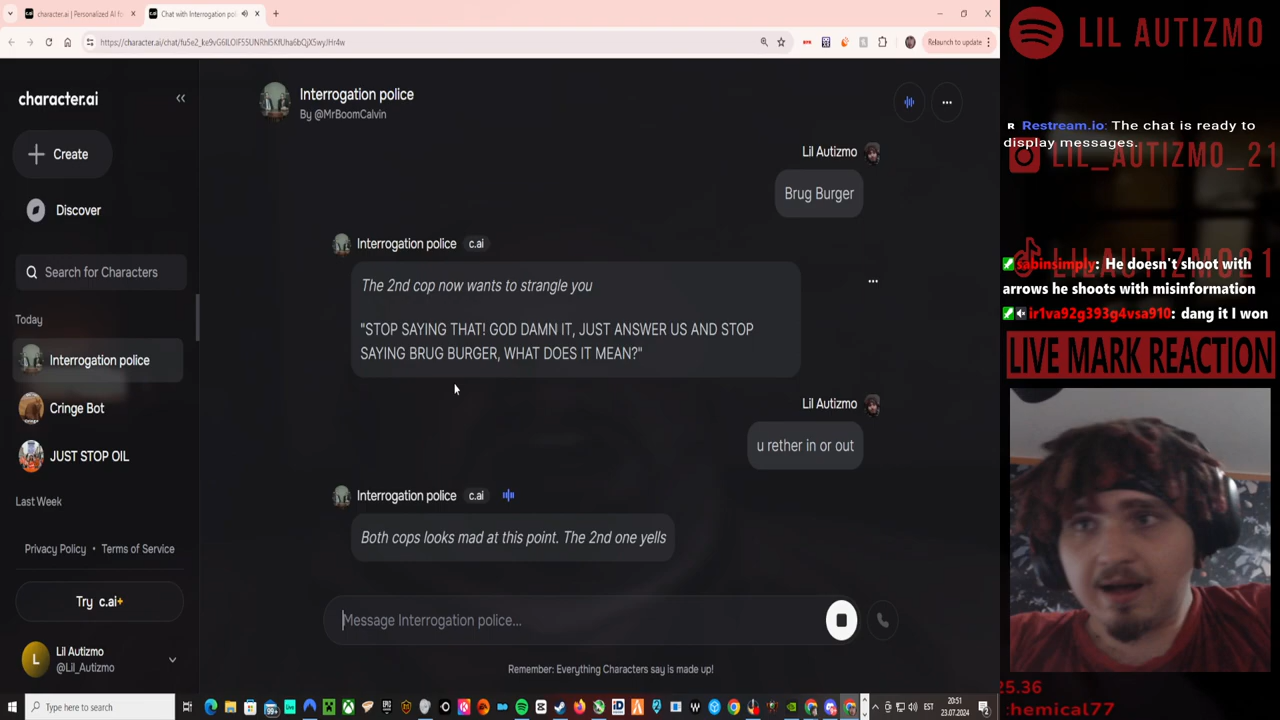 character.ai | Personalized AI fo
Chat with Interrogation poli
https://character.ai/chat/fu5e2_ke9vG6lLOIF55UNRhI5KfUha6bQjX5wyJHr4w
Relaunch to update
character.ai
Create
Discover
Search for Characters
Today
Interrogation police
Cringe Bot
JUST STOP OIL
Last Week
Privacy Policy • Terms of Service
Try c.ai+
L
Lil Autizmo
@Lil_Autizmo
Interrogation police
By @MrBoomCalvin
Lil Autizmo
Brug Burger
Interrogation police c.ai
The 2nd cop now wants to strangle you
"STOP SAYING THAT! GOD DAMN IT, JUST ANSWER US AND STOP
SAYING BRUG BURGER, WHAT DOES IT MEAN?"
Lil Autizmo
u rether in or out
Interrogation police c.ai
Both cops looks mad at this point. The 2nd one yells
Message Interrogation police...
Remember: Everything Characters say is made up!
LIL AUTIZMO
R Restream.io: The chat is ready to
display messages.
LIL_AUTIZMO_21
LIL_AUTIZMO21
sabinsimply: He doesn't shoot with
arrows he shoots with misinformation
ir1va92g393g4vsa910: dang it I won
LIVE MARK REACTION
25.36
:hemical77
Type here to search
99+
EST
20:51
23.07.2024